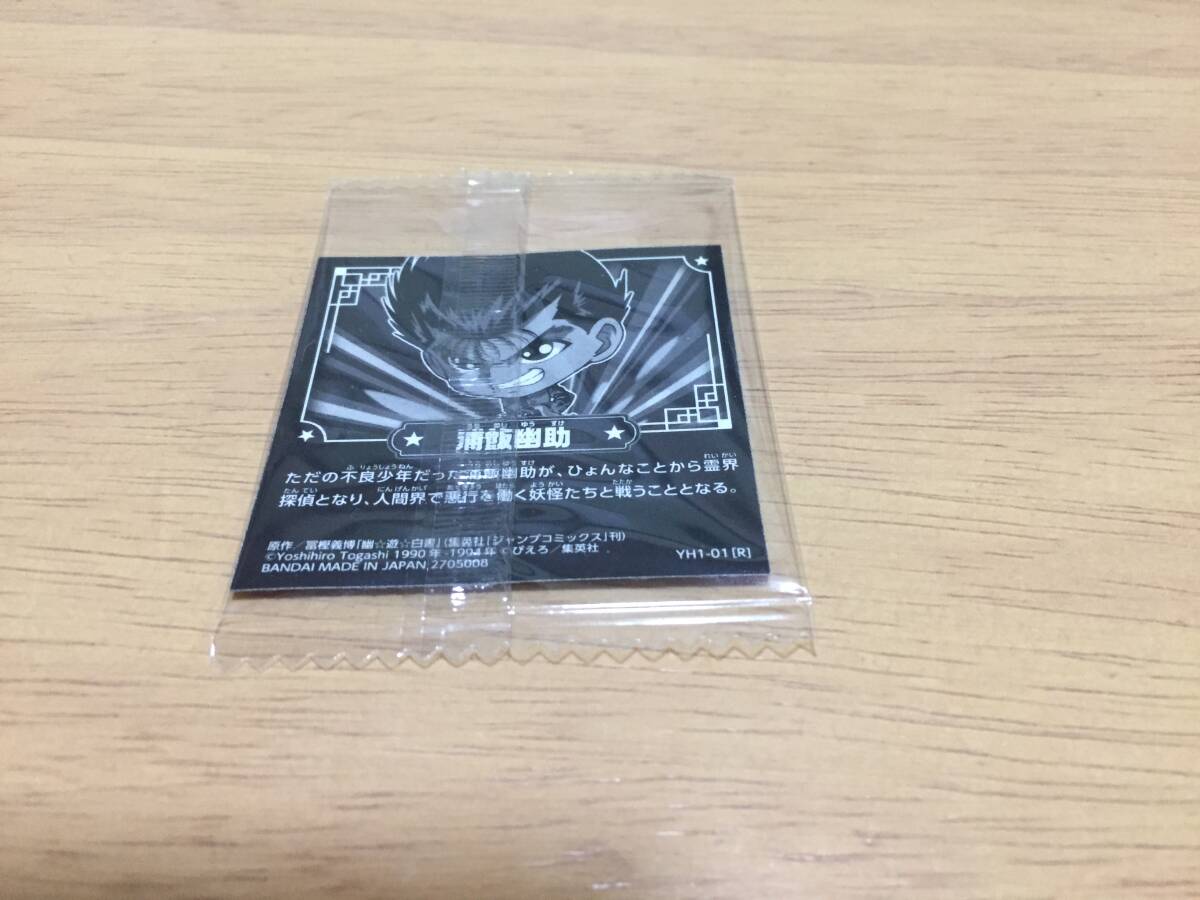 浦飯幽助
ただの不良少年だった浦飯幽助が、ひょんなことから霊界
探偵となり、人間界で悪行を働く妖怪たちと戦うこととなる。
原作／冨樫義博「幽☆遊☆白書」(集英社「ジャンプコミックス」刊)
©Yoshihiro Togashi 1990年-1994年 ©ぴえろ／集英社
BANDAI MADE IN JAPAN,2705008
YH1-01[R]